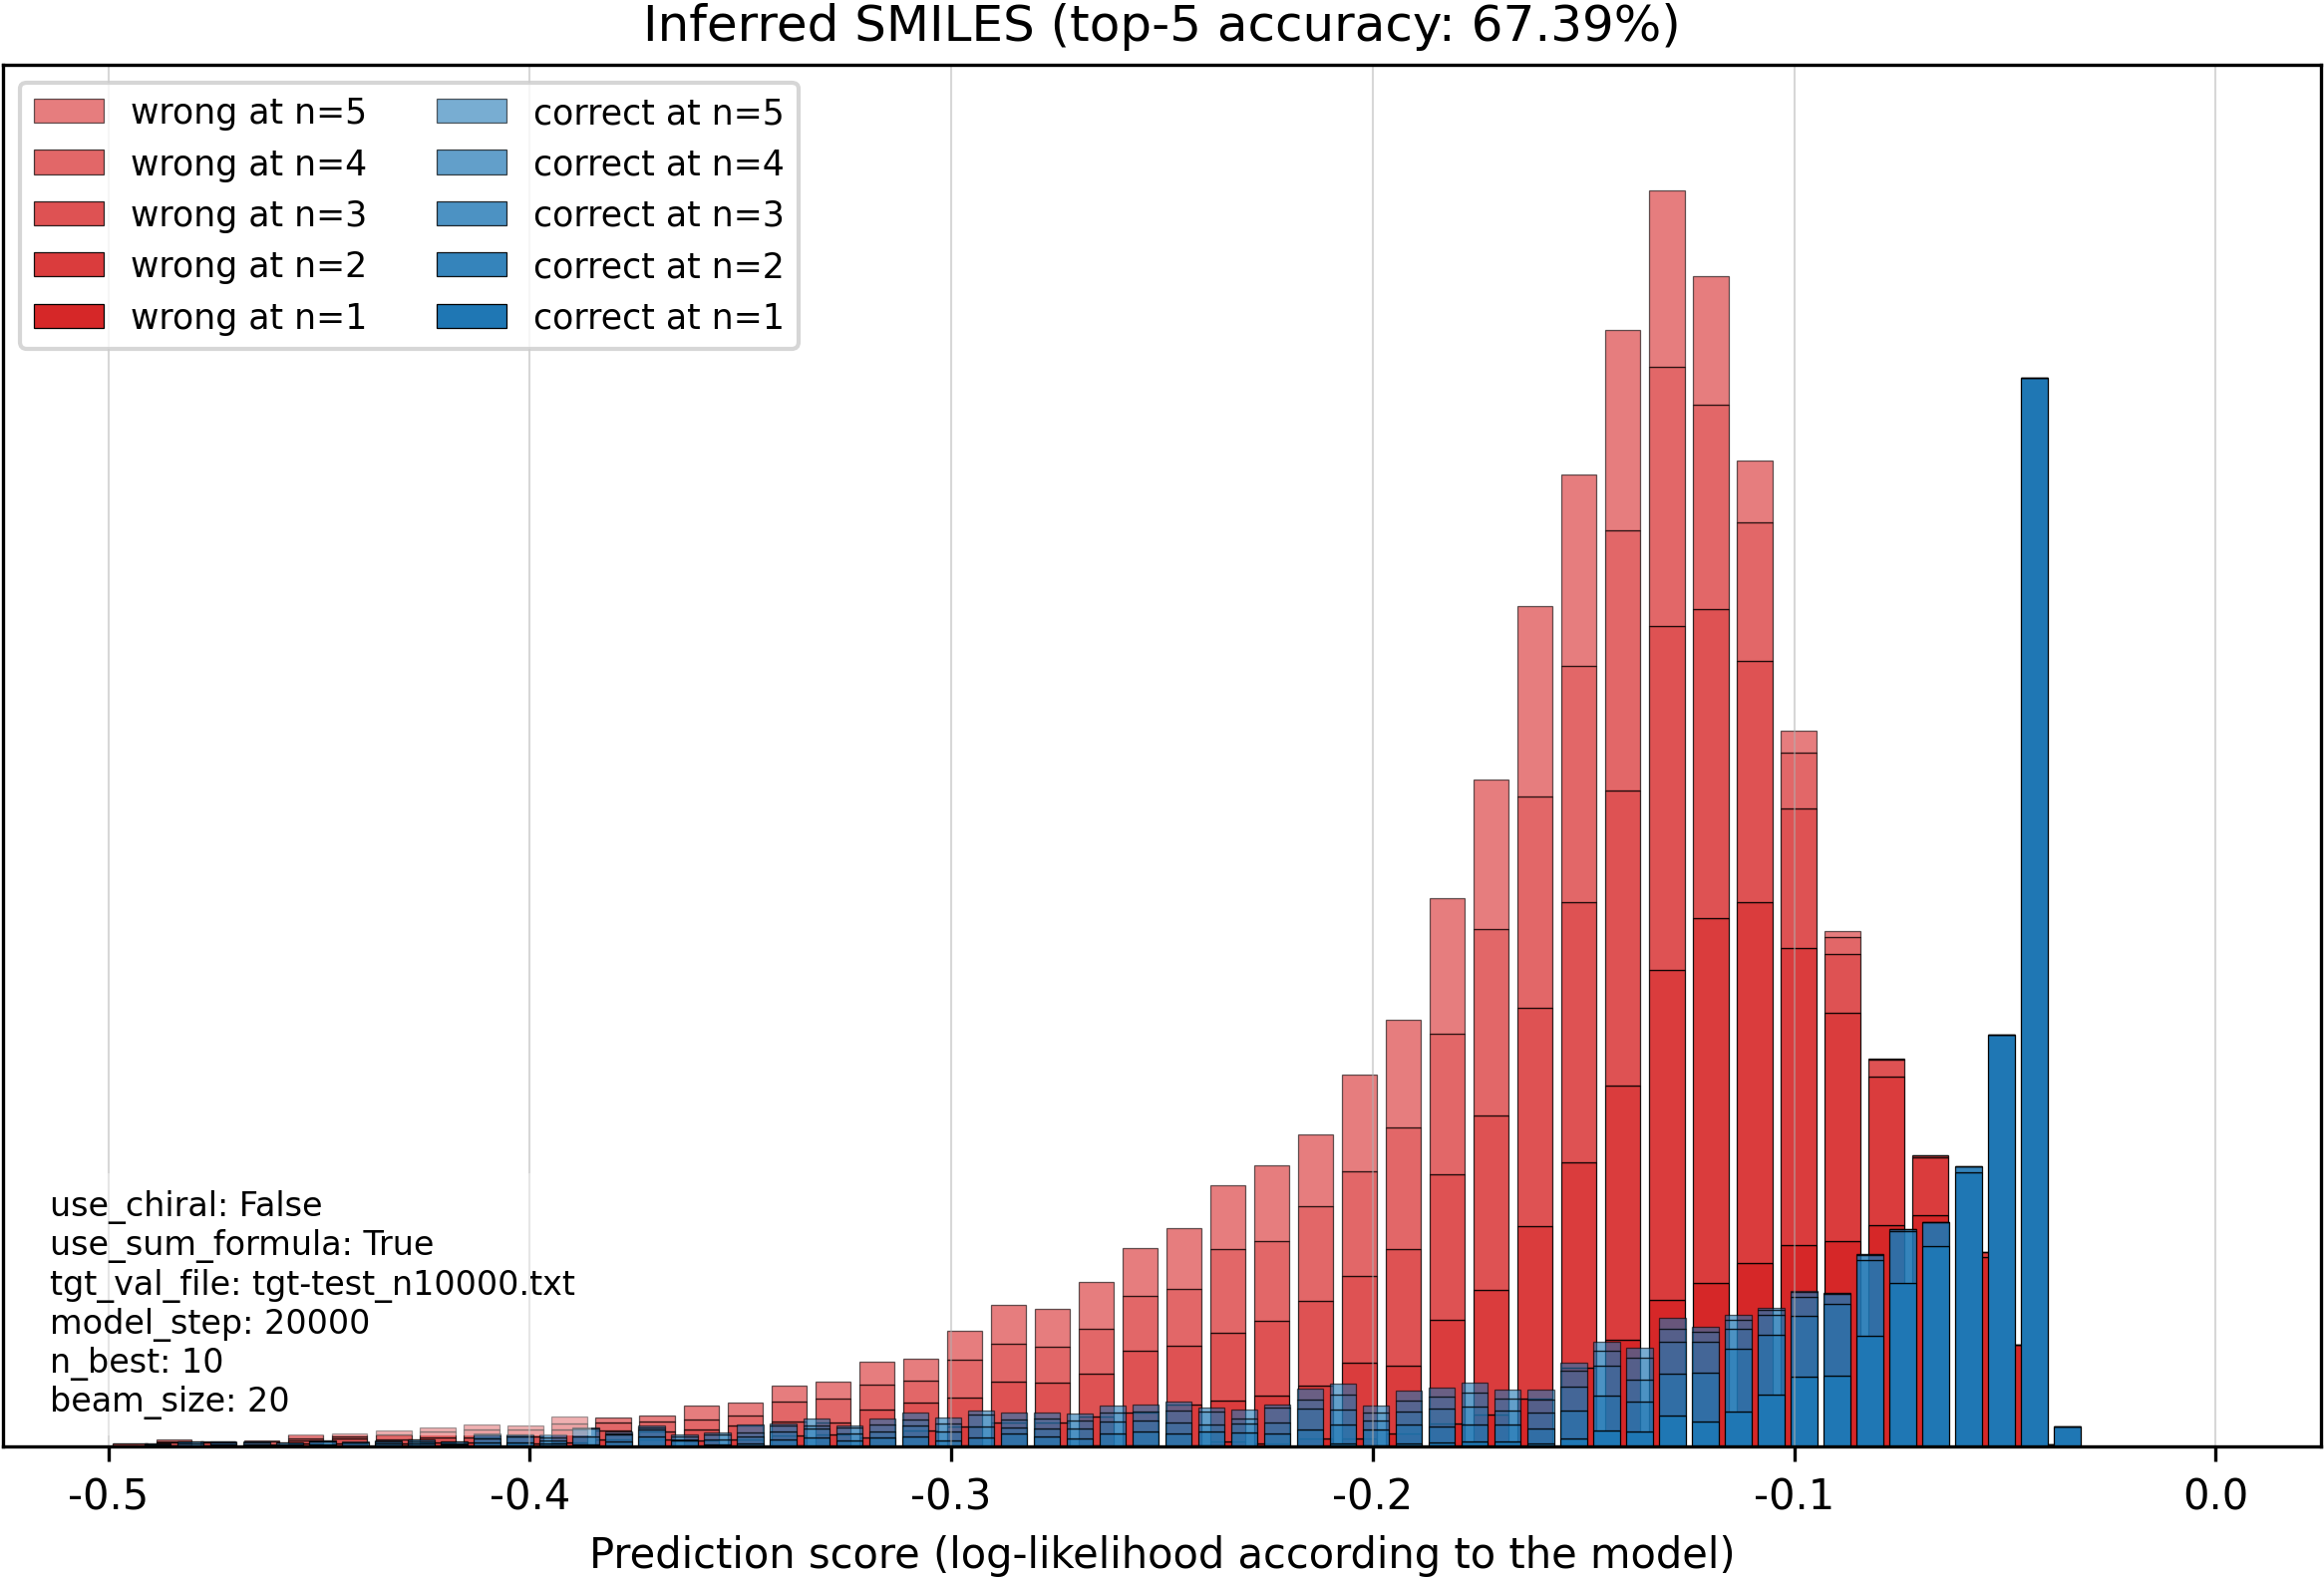 Inferred SMILES (top-5 accuracy: 67.39%)
wrong at n=5
wrong at n=4
wrong at n=3
wrong at n=2
wrong at n=1
correct at n=5
correct at n=4
correct at n=3
correct at n=2
correct at n=1
use_chiral: False
use_sum_formula: True
tgt_val_file: tgt-test_n10000.txt
model_step: 20000
n_best: 10
beam_size: 20
-0.5 -0.4 -0.3 -0.2 -0.1 0.0
Prediction score (log-likelihood according to the model)